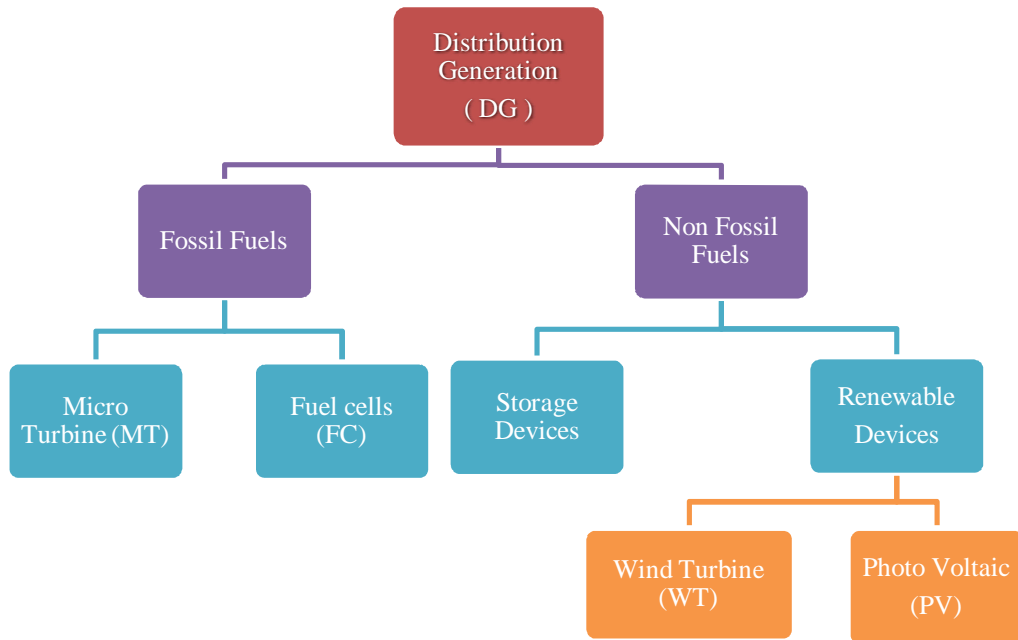 Distribution
Generation
( DG )
Fossil Fuels
Non Fossil
Fuels
Micro
Turbine (MT)
Fuel cells
(FC)
Storage
Devices
Renewable
Devices
Wind Turbine
(WT)
Photo Voltaic
(PV)